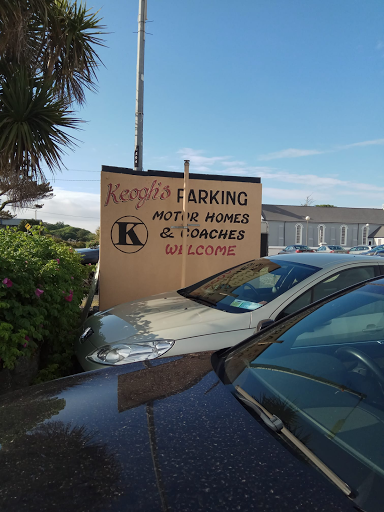 Keogh's PARKING
MOTOR HOMES
& COACHES
K
WELCOME